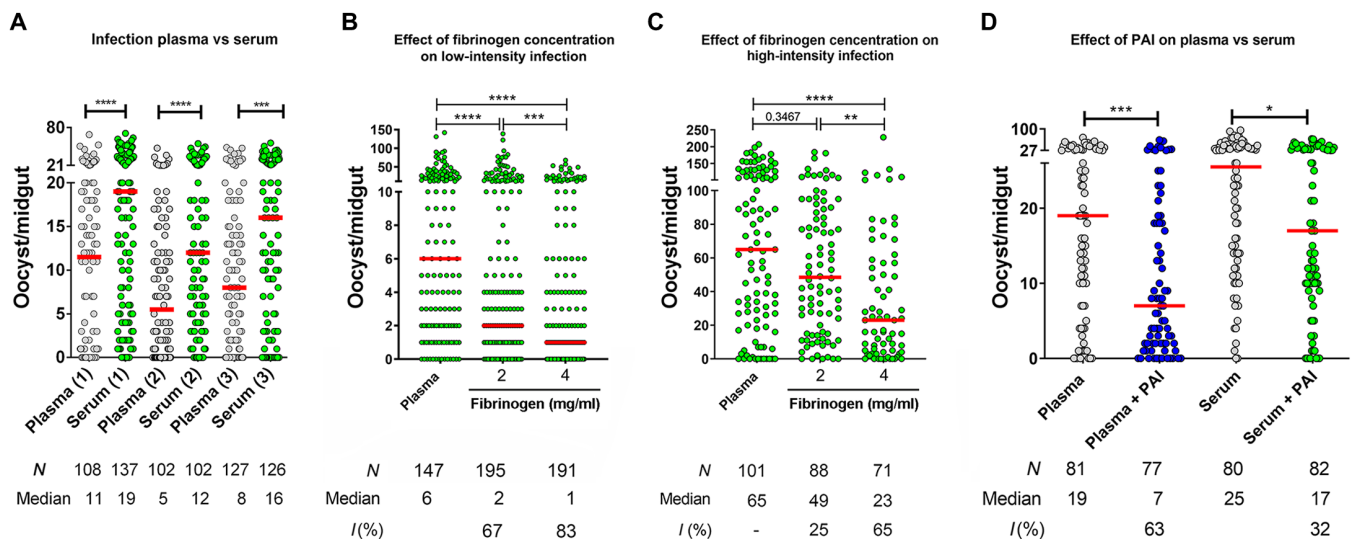 A
Infection plasma vs serum
****
****
***
Oocyst/midgut
80
21
20
15
10
5
0
Plasma (1)
Serum (1)
Plasma (2)
Serum (2)
Plasma (3)
Serum (3)
N 108 137 102 102 127 126
Median 11 19 5 12 8 16
B
Effect of fibrinogen concentration
on low-intensity infection
****
**** ***
Oocyst/midgut
150
120
90
60
30
10
10
8
6
4
2
0
Plasma
2 4
Fibrinogen (mg/ml)
N 147 195 191
Median 6 2 1
I (%) 67 83
C
Effect of fibrinogen cencentration on
high-intensity infection
****
0.3467 **
Oocyst/midgut
250
200
150
100
100
80
60
40
20
0
Plasma
2 4
Fibrinogen (mg/ml)
N 101 88 71
Median 65 49 23
I (%) - 25 65
D
Effect of PAI on plasma vs serum
***
*
Oocyst/midgut
100
27
20
10
0
Plasma
Plasma + PAI
Serum
Serum + PAI
N 81 77 80 82
Median 19 7 25 17
I (%) 63 32